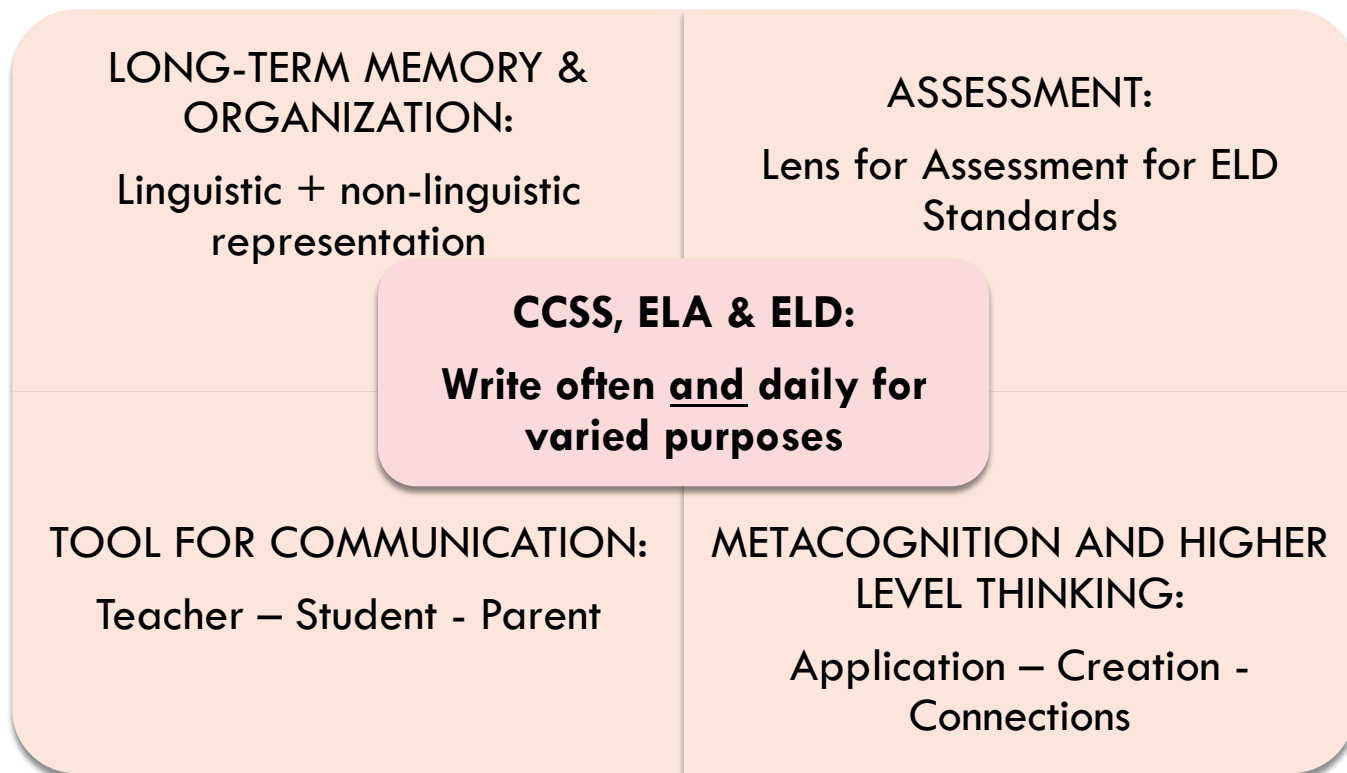 LONG-TERM MEMORY &
ORGANIZATION:
Linguistic + non-linguistic
representation
ASSESSMENT:
Lens for Assessment for ELD
Standards
CCSS, ELA & ELD:
Write often and daily for
varied purposes
TOOL FOR COMMUNICATION:
Teacher – Student - Parent
METACOGNITION AND HIGHER
LEVEL THINKING:
Application – Creation -
Connections